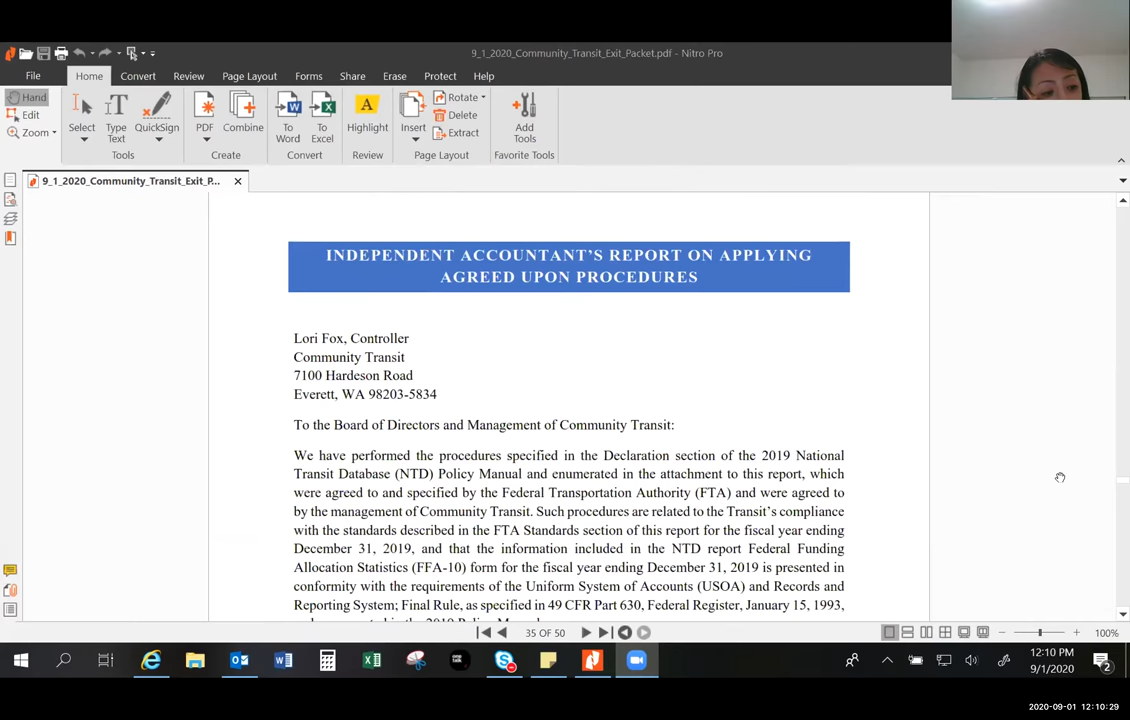 9_1_2020_Community_Transit_Exit_Packet.pdf - Nitro Pro
File Home Convert Review Page Layout Forms Share Erase Protect Help
Hand
Edit
Zoom
Select
Type Text
QuickSign
Tools
PDF
Combine
Create
To Word
To Excel
Convert
Highlight
Review
Insert
Rotate
Delete
Extract
Page Layout
Add Tools
Favorite Tools
9_1_2020_Community_Transit_Exit_P...
INDEPENDENT ACCOUNTANT'S REPORT ON APPLYING
AGREED UPON PROCEDURES
Lori Fox, Controller
Community Transit
7100 Hardeson Road
Everett, WA 98203-5834
To the Board of Directors and Management of Community Transit:
We have performed the procedures specified in the Declaration section of the 2019 National
Transit Database (NTD) Policy Manual and enumerated in the attachment to this report, which
were agreed to and specified by the Federal Transportation Authority (FTA) and were agreed to
by the management of Community Transit. Such procedures are related to the Transit's compliance
with the standards described in the FTA Standards section of this report for the fiscal year ending
December 31, 2019, and that the information included in the NTD report Federal Funding
Allocation Statistics (FFA-10) form for the fiscal year ending December 31, 2019 is presented in
conformity with the requirements of the Uniform System of Accounts (USOA) and Records and
Reporting System; Final Rule, as specified in 49 CFR Part 630, Federal Register, January 15, 1993,
35 OF 50
100%
12:10 PM
9/1/2020
2
2020-09-01 12:10:29